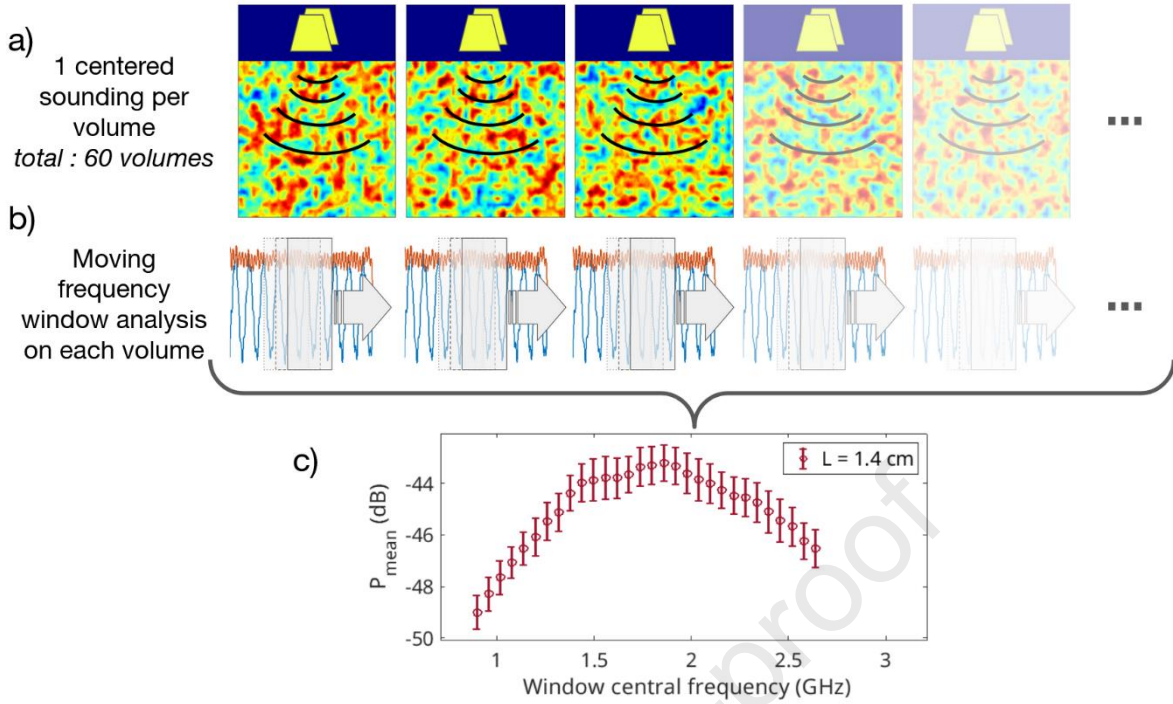 a)
1 centered
sounding per
volume
total : 60 volumes
...
b)
Moving
frequency
window analysis
on each volume
...
c)
L = 1.4 cm
P_mean (dB)
-44
-46
-48
-50
1
1.5
2
2.5
3
Window central frequency (GHz)
proof